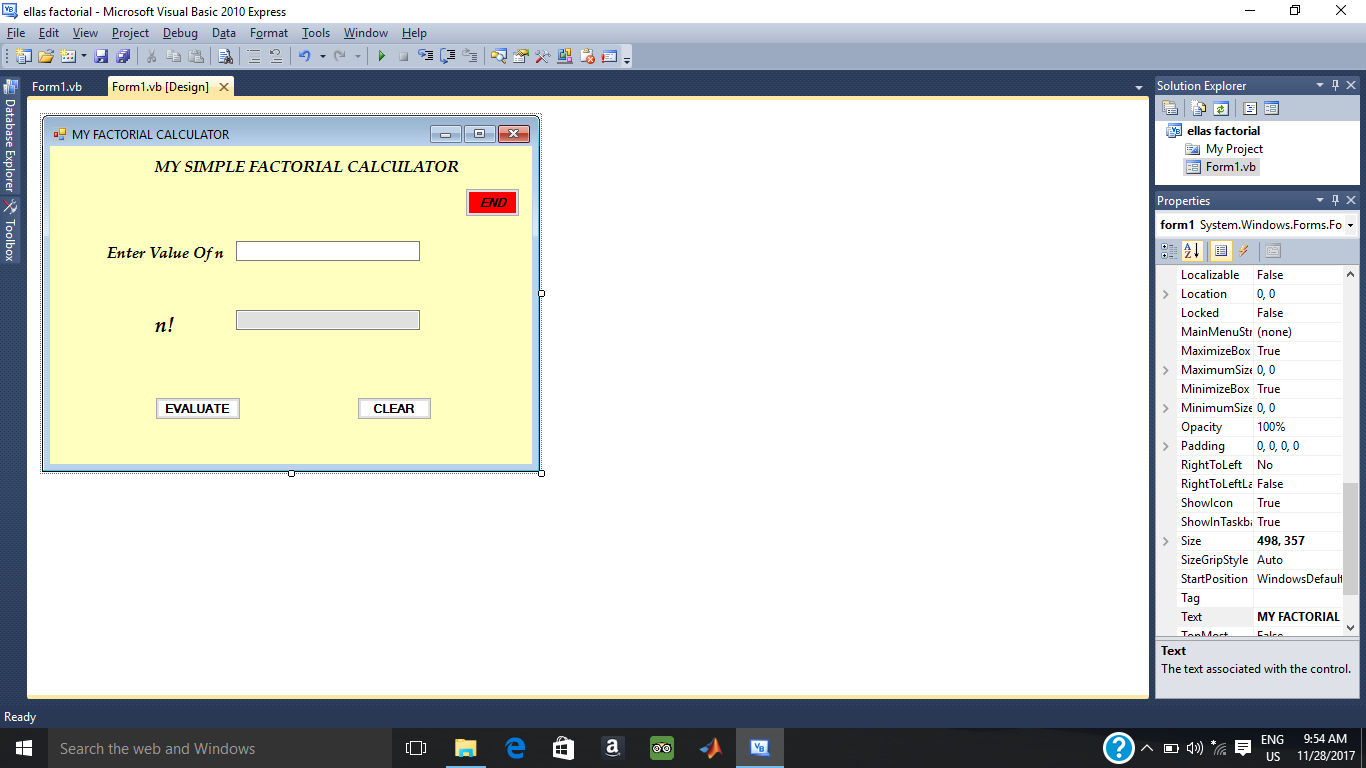 ellas factorial - Microsoft Visual Basic 2010 Express
File Edit View Project Debug Data Format Tools Window Help
Form1.vb Form1.vb [Design]
Database Explorer
Toolbox
MY FACTORIAL CALCULATOR
MY SIMPLE FACTORIAL CALCULATOR
END
Enter Value Of n
n!
EVALUATE CLEAR
Solution Explorer
ellas factorial
My Project
Form1.vb
Properties
form1 System.Windows.Forms.Fo
Localizable False
Location 0, 0
Locked False
MainMenuStr (none)
MaximizeBox True
MaximumSize 0, 0
MinimizeBox True
MinimumSize 0, 0
Opacity 100%
Padding 0, 0, 0, 0
RightToLeft No
RightToLeftLa False
ShowIcon True
ShowInTaskba True
Size 498, 357
SizeGripStyle Auto
StartPosition WindowsDefault
Tag
Text MY FACTORIAL
TopMost False
Text
The text associated with the control.
Ready
Search the web and Windows
ENG 9:54 AM
US 11/28/2017